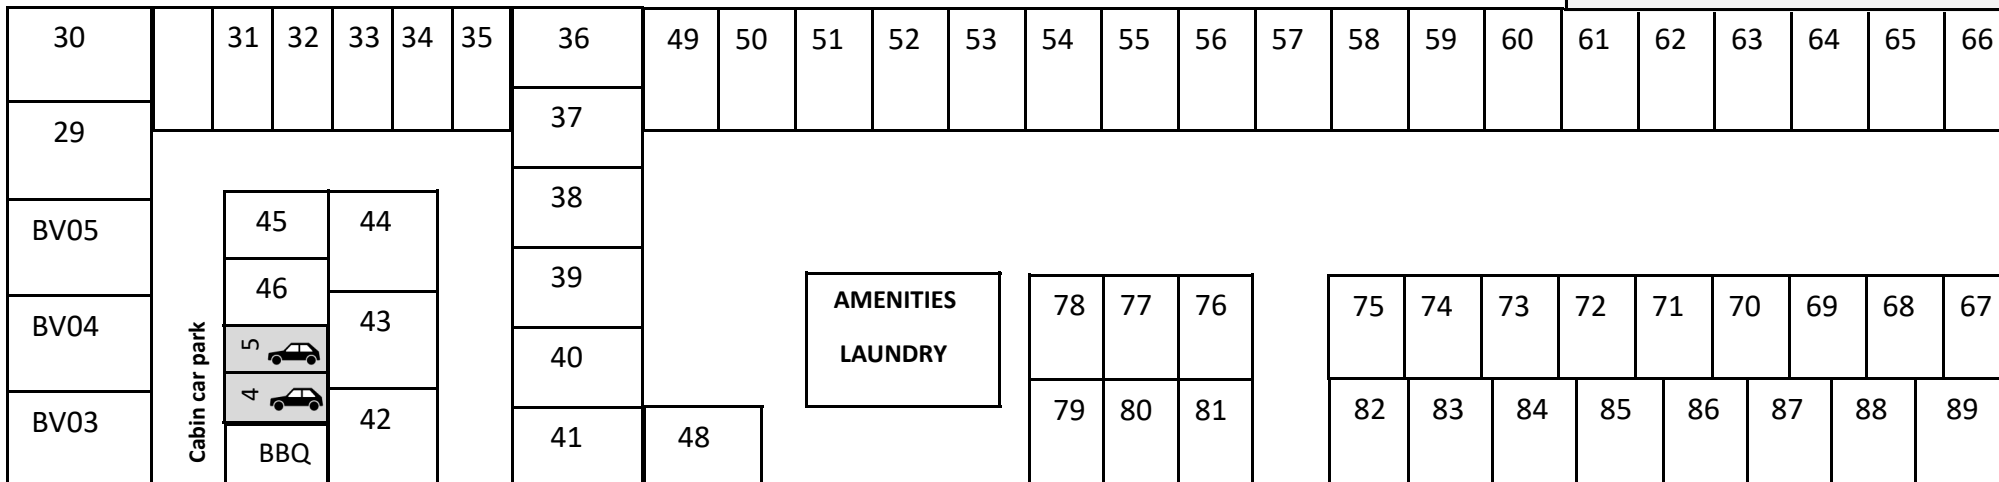 30 31 32 33 34 35 36 49 50 51 52 53 54 55 56 57 58 59 60 61 62 63 64 65 66
29 37
BV05 45 44 38
46 39 AMENITIES 78 77 76 75 74 73 72 71 70 69 68 67
BV04 43
5 40 LAUNDRY
4
BV03 42 41 48 79 80 81 82 83 84 85 86 87 88 89
BBQ
Cabin car park